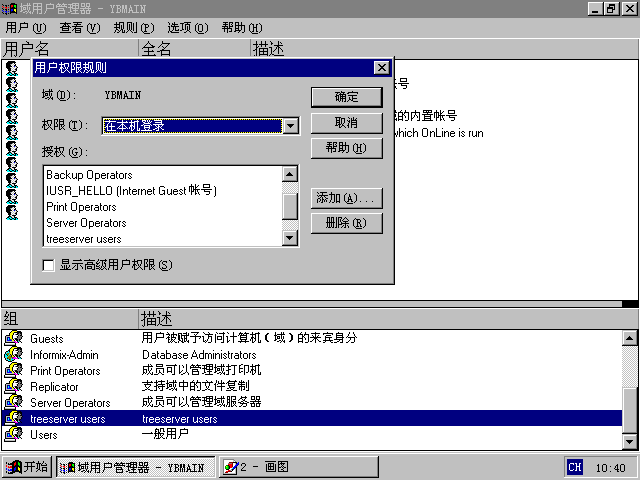 域用户管理器 - YBMAIN
用户(U) 查看(V) 规则(P) 选项(O) 帮助(H)
用户名 全名 描述
用户权限规则
域(D): YBMAIN
确定
权限(I): 在本机登录
取消
授权(G):
帮助(H)
Backup Operators
IUSR_HELLO (Internet Guest 帐号)
Print Operators
Server Operators
treeserver users
添加(A)...
删除(R)
显示高级用户权限(S)
帐号
的内置帐号
which OnLine is run
组 描述
Guests 用户被赋予访问计算机(域)的来宾身分
Informix-Admin Database Administrators
Print Operators 成员可以管理域打印机
Replicator 支持域中的文件复制
Server Operators 成员可以管理域服务器
treeserver users treeserver users
Users 一般用户
开始 域用户管理器 - YBMAIN 2 - 画图 CH 10:40